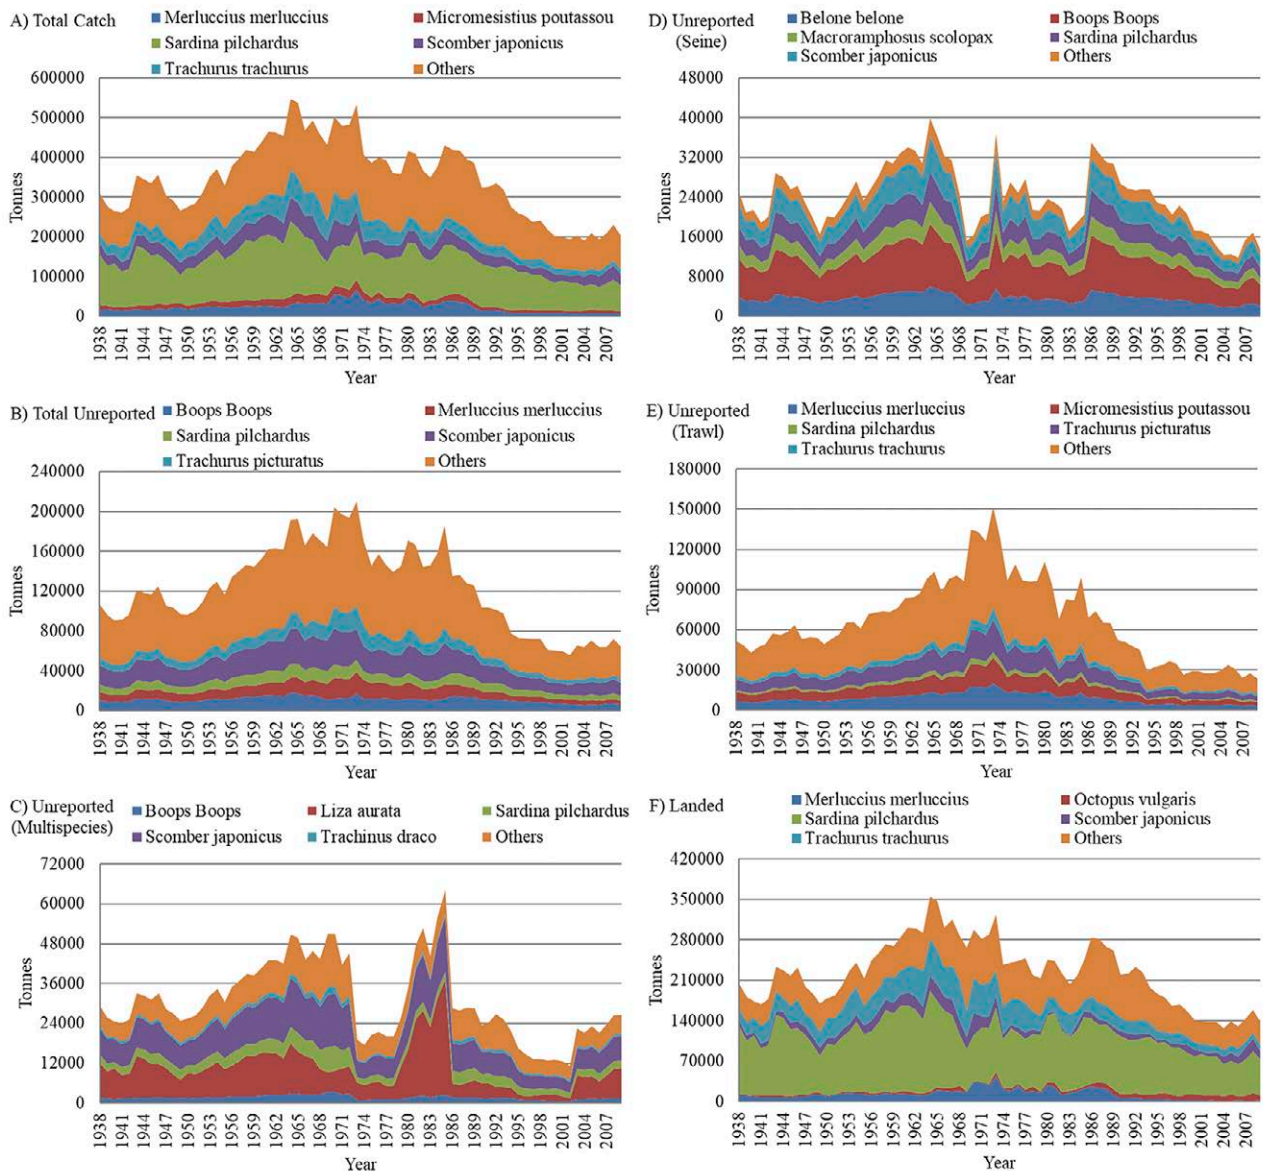 A) Total Catch
Merluccius merluccius
Micromesistius poutassou
Sardina pilchardus
Scomber japonicus
Trachurus trachurus
Others
600000
500000
400000
300000
200000
100000
0
Tonnes
1938 1941 1944 1947 1950 1953 1956 1959 1962 1965 1968 1971 1974 1977 1980 1983 1986 1989 1992 1995 1998 2001 2004 2007
Year
B) Total Unreported
Boops Boops
Merluccius merluccius
Sardina pilchardus
Scomber japonicus
Trachurus picturatus
Others
240000
200000
160000
120000
80000
40000
0
Tonnes
1938 1941 1944 1947 1950 1953 1956 1959 1962 1965 1968 1971 1974 1977 1980 1983 1986 1989 1992 1995 1998 2001 2004 2007
Year
C) Unreported
(Multispecies)
Boops Boops
Liza aurata
Sardina pilchardus
Scomber japonicus
Trachinus draco
Others
72000
60000
48000
36000
24000
12000
0
Tonnes
1938 1941 1944 1947 1950 1953 1956 1959 1962 1965 1968 1971 1974 1977 1980 1983 1986 1989 1992 1995 1998 2001 2004 2007
Year
D) Unreported
(Seine)
Belone belone
Boops Boops
Macroramphosus scolopax
Sardina pilchardus
Scomber japonicus
Others
48000
40000
32000
24000
16000
8000
0
Tonnes
1938 1941 1944 1947 1950 1953 1956 1959 1962 1965 1968 1971 1974 1977 1980 1983 1986 1989 1992 1995 1998 2001 2004 2007
Year
E) Unreported
(Trawl)
Merluccius merluccius
Micromesistius poutassou
Sardina pilchardus
Trachurus picturatus
Trachurus trachurus
Others
180000
150000
120000
90000
60000
30000
0
Tonnes
1938 1941 1944 1947 1950 1953 1956 1959 1962 1965 1968 1971 1974 1977 1980 1983 1986 1989 1992 1995 1998 2001 2004 2007
Year
F) Landed
Merluccius merluccius
Octopus vulgaris
Sardina pilchardus
Scomber japonicus
Trachurus trachurus
Others
420000
350000
280000
210000
140000
70000
0
Tonnes
1938 1941 1944 1947 1950 1953 1956 1959 1962 1965 1968 1971 1974 1977 1980 1983 1986 1989 1992 1995 1998 2001 2004 2007
Year